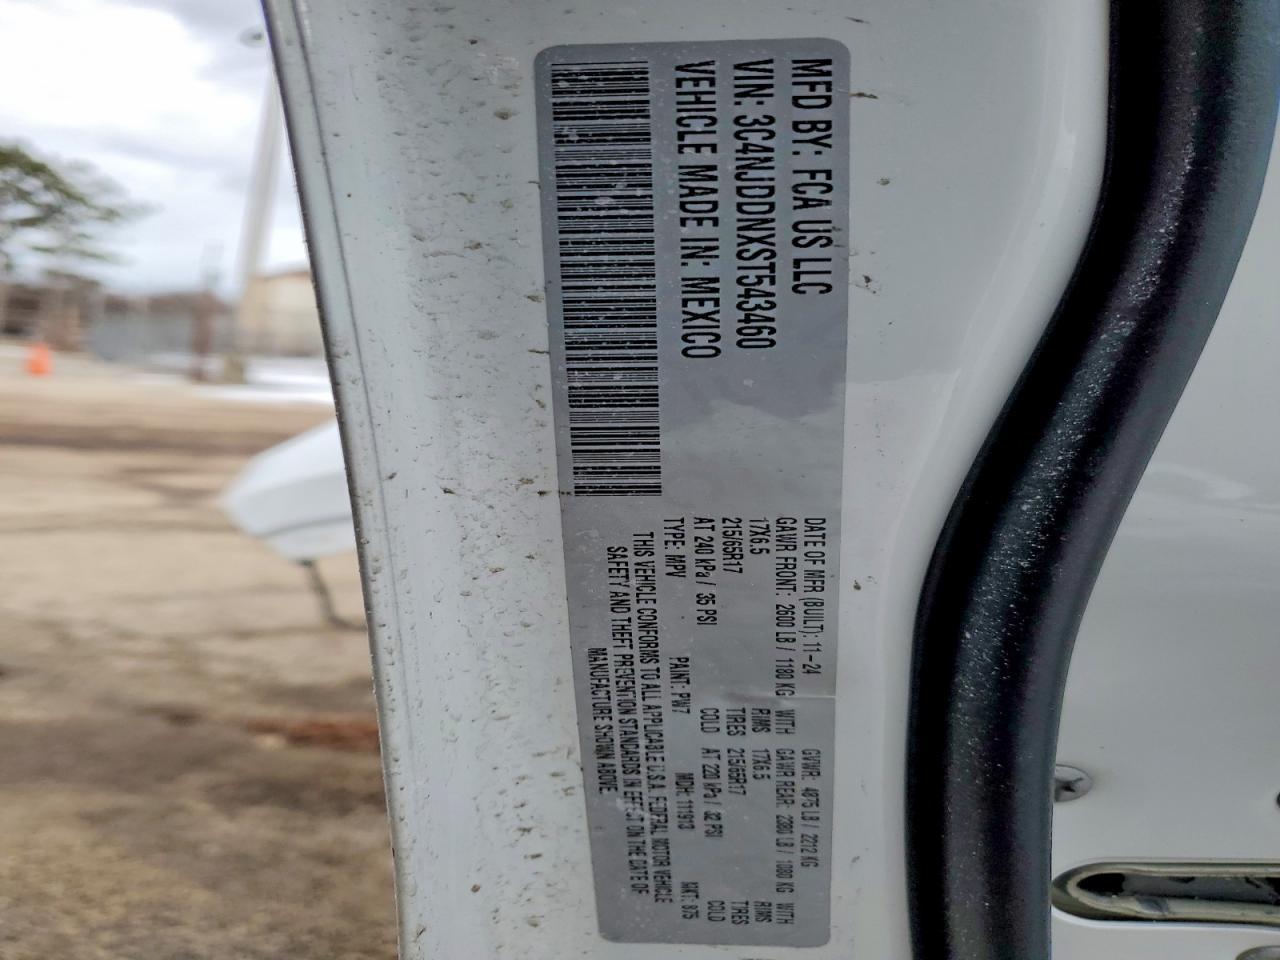 MFD BY: FCA US LLC
VIN: 3C4NJDDNXST543460
VEHICLE MADE IN: MEXICO
DATE OF MFR (BUILT): 11-24 GVWR: 4875 LB / 2212 KG
GAWR FRONT: 2600 LB / 1180 KG WITH GAWR REAR: 2380 LB / 1080 KG WITH
17X6.5 RIMS 17X6.5 RIMS
215/65R17 TIRES 215/65R17 TIRES
AT 240 kPa / 35 PSI COLD AT 220 kPa / 32 PSI COLD
TYPE: MPV PAINT: PW7 MDH: 111913 MKT: 875
THIS VEHICLE CONFORMS TO ALL APPLICABLE U.S.A. FEDERAL MOTOR VEHICLE
SAFETY AND THEFT PREVENTION STANDARDS IN EFFECT ON THE DATE OF
MANUFACTURE SHOWN ABOVE.